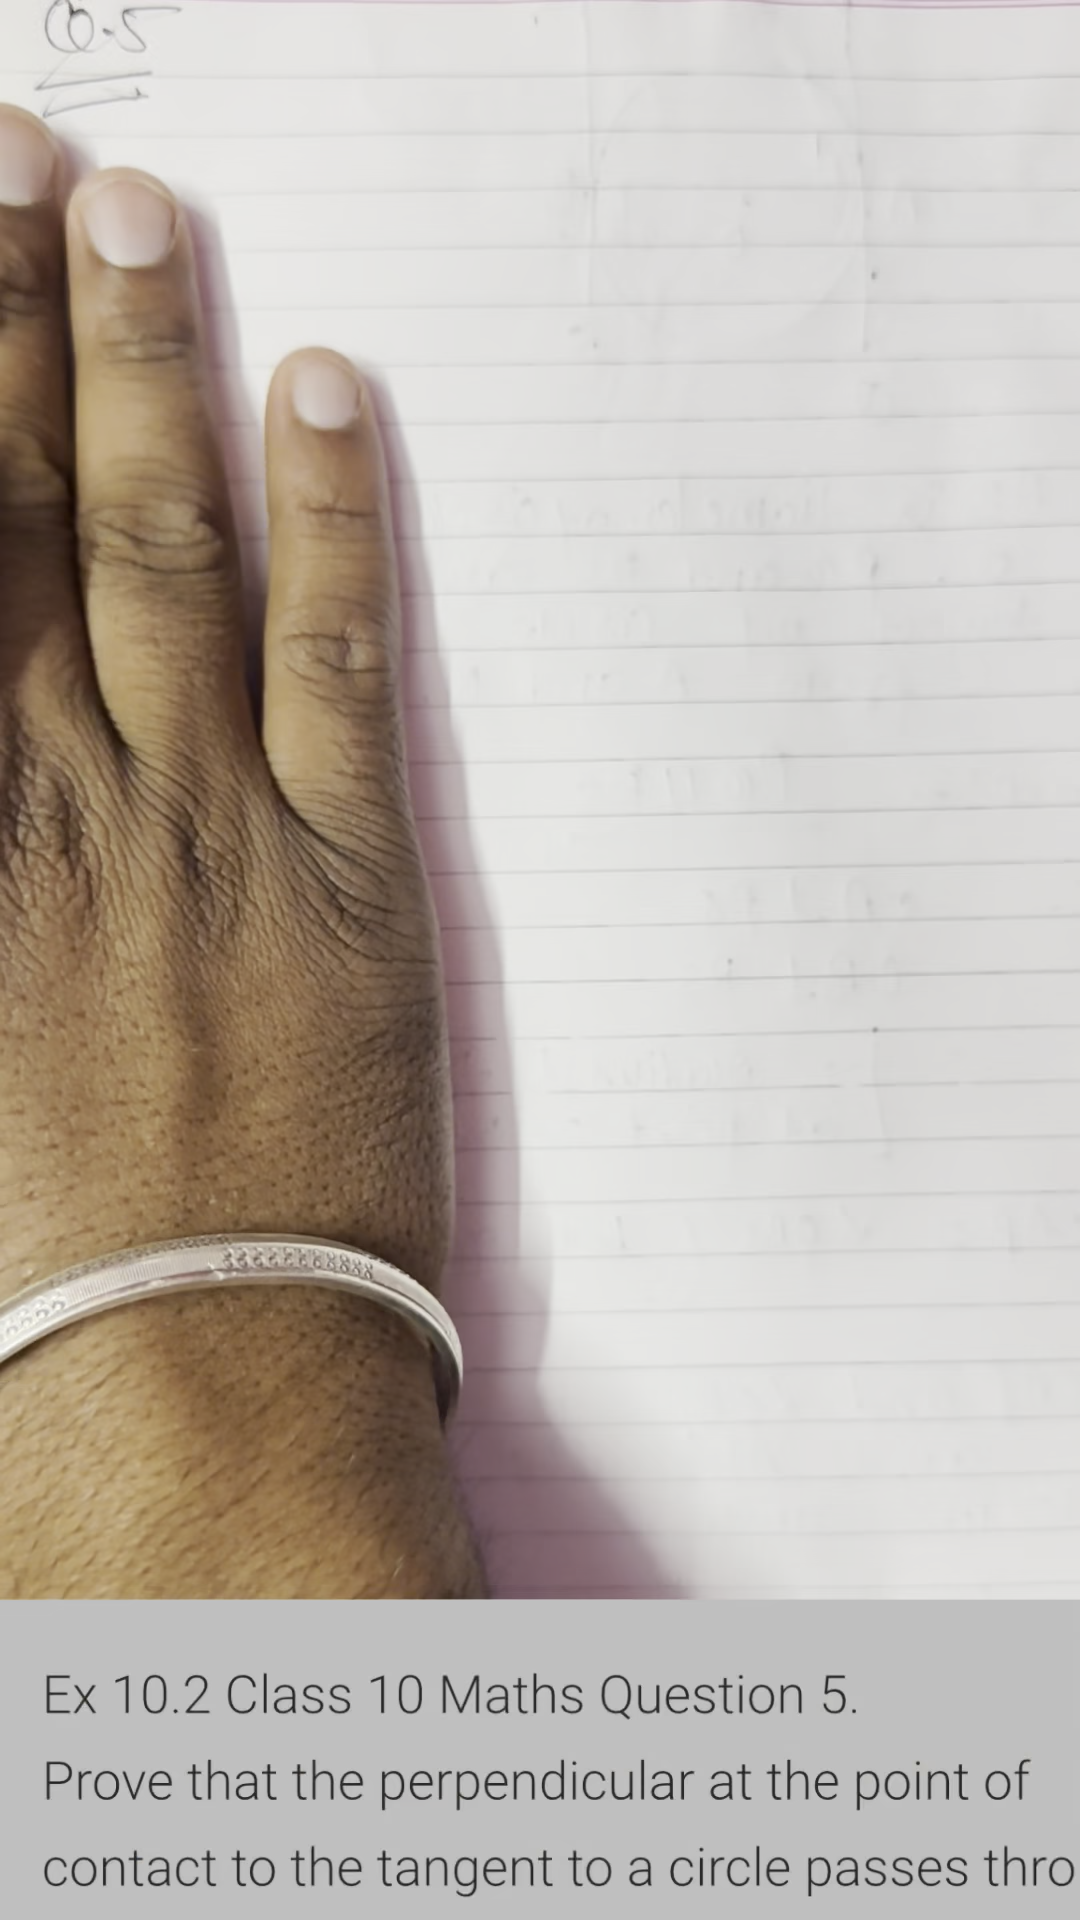 Q.5
Ex 10.2 Class 10 Maths Question 5.
Prove that the perpendicular at the point of
contact to the tangent to a circle passes thro